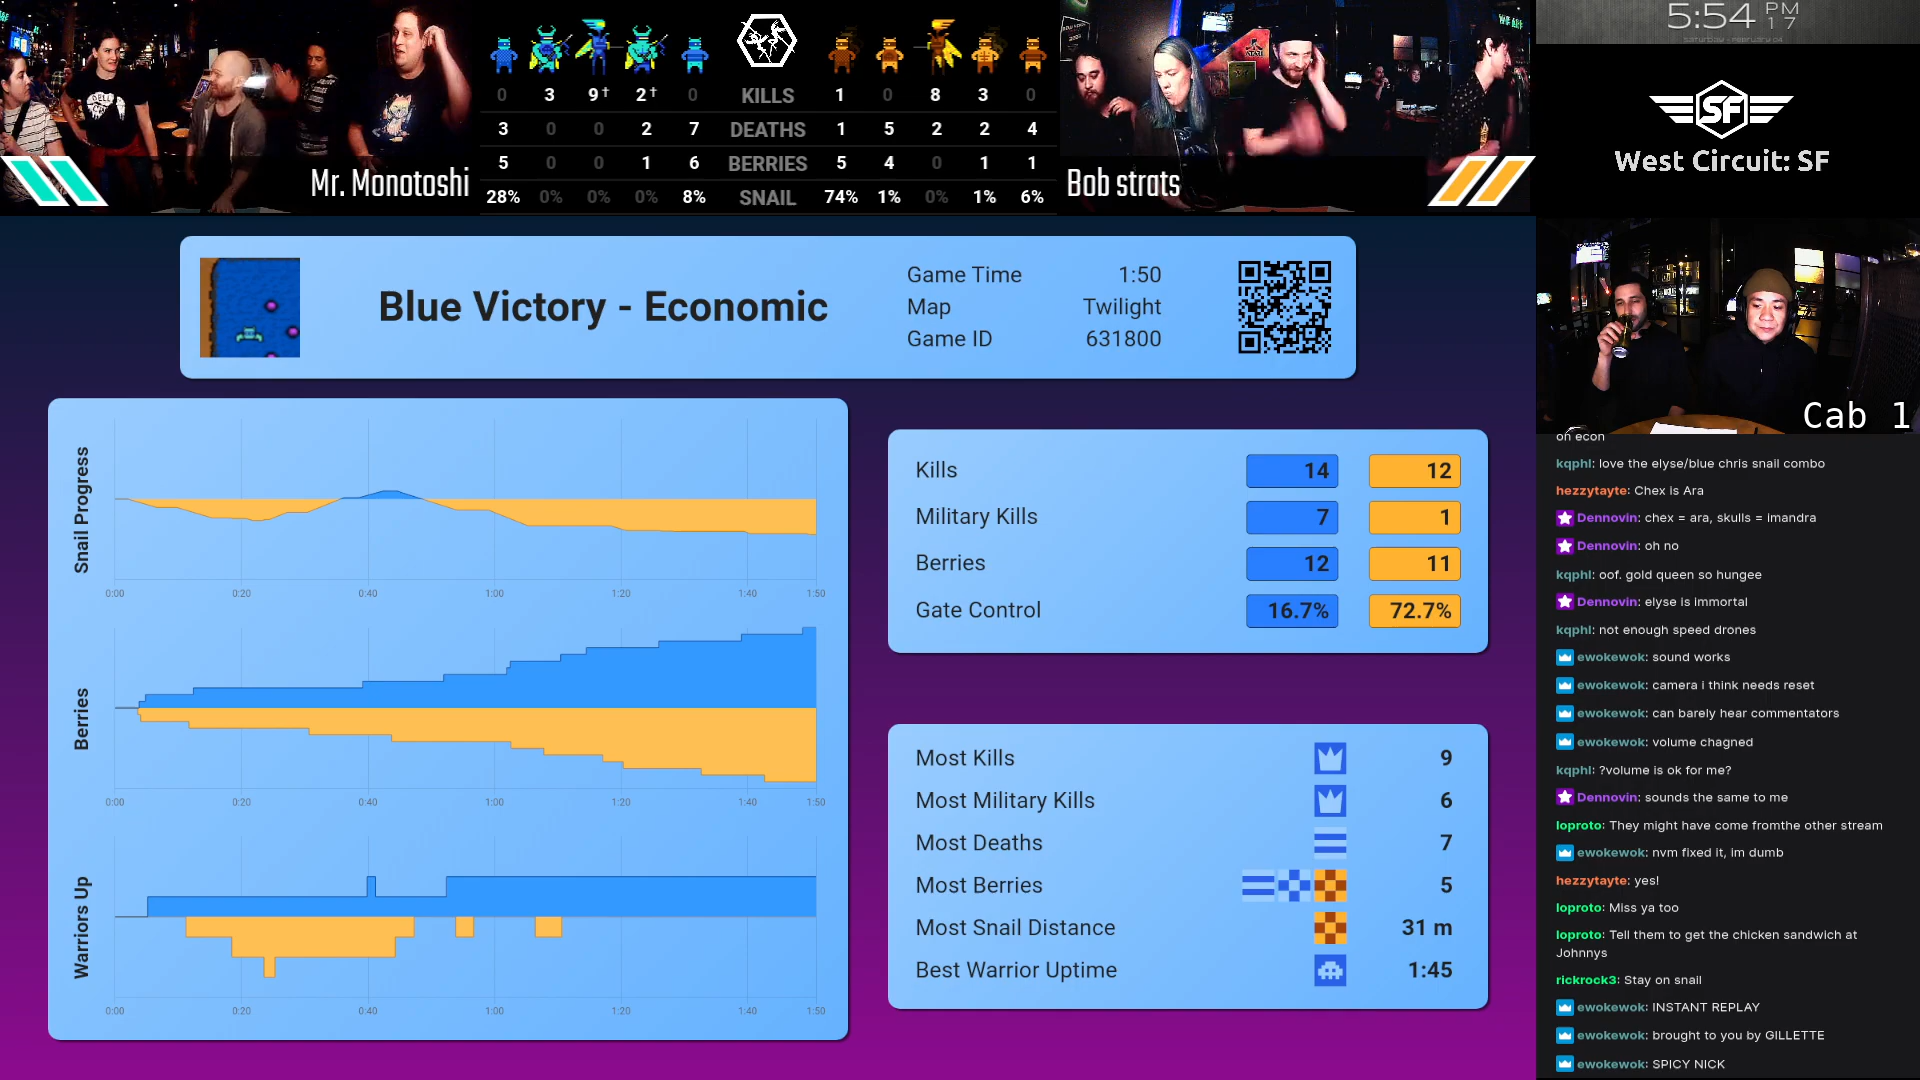 5:54 PM
17
SATURDAY - FEBRUARY 04
SF
West Circuit: SF
Mr. Monotoshi
0 3 9† 2† 0 KILLS 1 0 8 3 0
3 0 0 2 7 DEATHS 1 5 2 2 4
5 0 0 1 6 BERRIES 5 4 0 1 1
28% 0% 0% 0% 8% SNAIL 74% 1% 0% 1% 6%
Bob strats
Cab 1
Blue Victory - Economic
Game Time 1:50
Map Twilight
Game ID 631800
Snail Progress
0:00 0:20 0:40 1:00 1:20 1:40 1:50
Berries
0:00 0:20 0:40 1:00 1:20 1:40 1:50
Warriors Up
0:00 0:20 0:40 1:00 1:20 1:40 1:50
Kills 14 12
Military Kills 7 1
Berries 12 11
Gate Control 16.7% 72.7%
Most Kills 9
Most Military Kills 6
Most Deaths 7
Most Berries 5
Most Snail Distance 31 m
Best Warrior Uptime 1:45
on econ
kqphl: love the elyse/blue chris snail combo
hezzytayte: Chex is Ara
Dennovin: chex = ara, skulls = imandra
Dennovin: oh no
kqphl: oof. gold queen so hungee
Dennovin: elyse is immortal
kqphl: not enough speed drones
ewokewok: sound works
ewokewok: camera i think needs reset
ewokewok: can barely hear commentators
ewokewok: volume chagned
kqphl: ?volume is ok for me?
Dennovin: sounds the same to me
loproto: They might have come fromthe other stream
ewokewok: nvm fixed it, im dumb
hezzytayte: yes!
loproto: Miss ya too
loproto: Tell them to get the chicken sandwich at
Johnnys
rickrock3: Stay on snail
ewokewok: INSTANT REPLAY
ewokewok: brought to you by GILLETTE
ewokewok: SPICY NICK